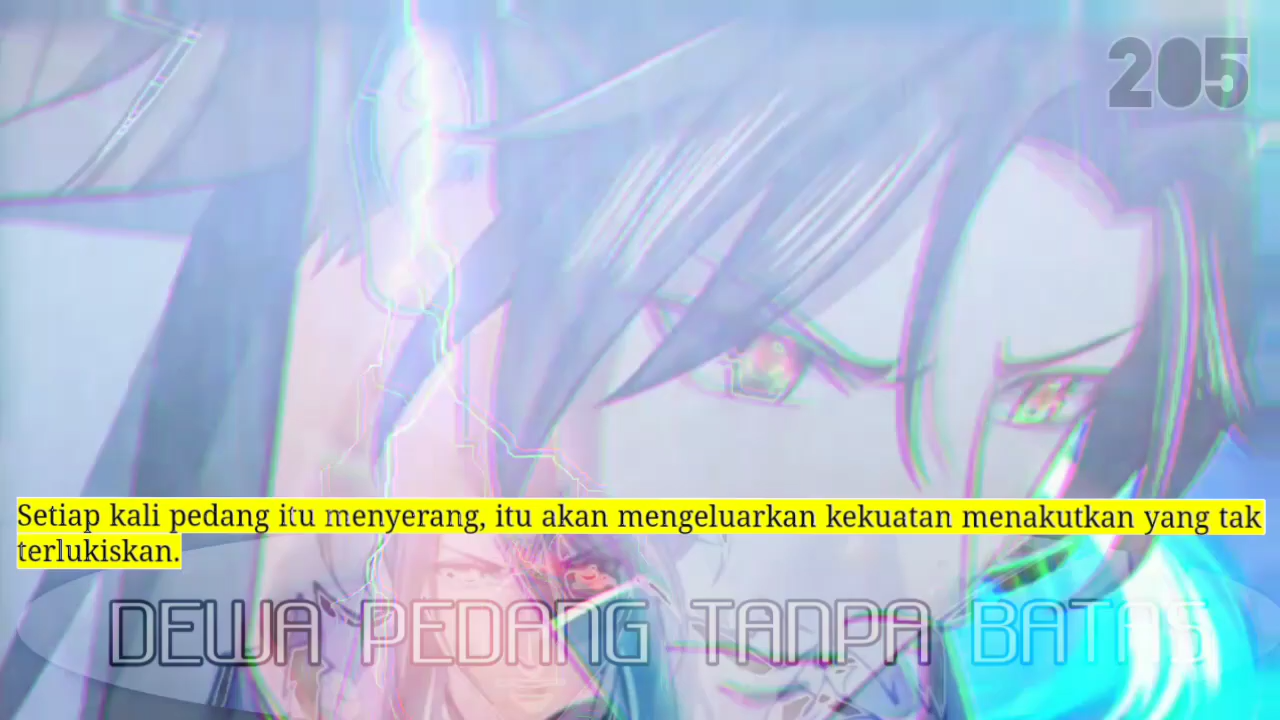 205
Setiap kali pedang itu menyerang, itu akan mengeluarkan kekuatan menakutkan yang tak
terlukiskan.
DEWA PEDANG TANPA BATAS